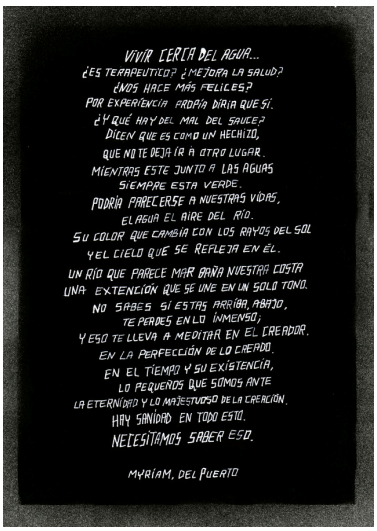 VIVIR CERCA DEL AGUA...
¿ES TERAPEUTICO? ¿MEJORA LA SALUD?
¿NOS HACE MÁS FELICES?
POR EXPERIENCIA PROPIA DIRIA QUE SI.
¿Y QUÉ HAY DEL MAL DEL SAUCE?
DICEN QUE ES COMO UN HECHIZO,
QUE NO TE DEJA IR A OTRO LUGAR.
MIENTRAS ESTE JUNTO A LAS AGUAS
SIEMPRE ESTA VERDE.
PODRÍA PARECERSE A NUESTRAS VIDAS,
EL AGUA EL AIRE DEL RÍO.
SU COLOR QUE CAMBIA CON LOS RAYOS DEL SOL
Y EL CIELO QUE SE REFLEJA EN ÉL.
UN RÍO QUE PARECE MAR BAÑA NUESTRA COSTA
UNA EXTENCIÓN QUE SE UNE EN UN SOLO TONO.
NO SABES SI ESTAS ARRIBA, ABAJO,
TE PERDES EN LO INMENSO;
Y ESO TE LLEVA A MEDITAR EN EL CREADOR.
EN LA PERFECCIÓN DE LO CREADO.
EN EL TIEMPO Y SU EXISTENCIA,
LO PEQUEÑOS QUE SOMOS ANTE
LA ETERNIDAD Y LO MAJESTUOSO DE LA CREACIÓN.
HAY SANIDAD EN TODO ESTO.
NECESITAMOS SABER ESO.
MYRIAM, DEL PUERTO